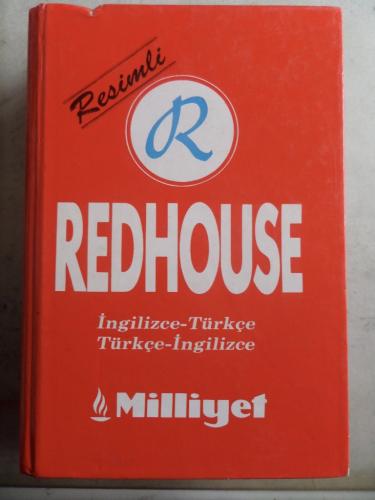 Resimli
R
REDHOUSE
İngilizce-Türkçe
Türkçe-İngilizce
Milliyet